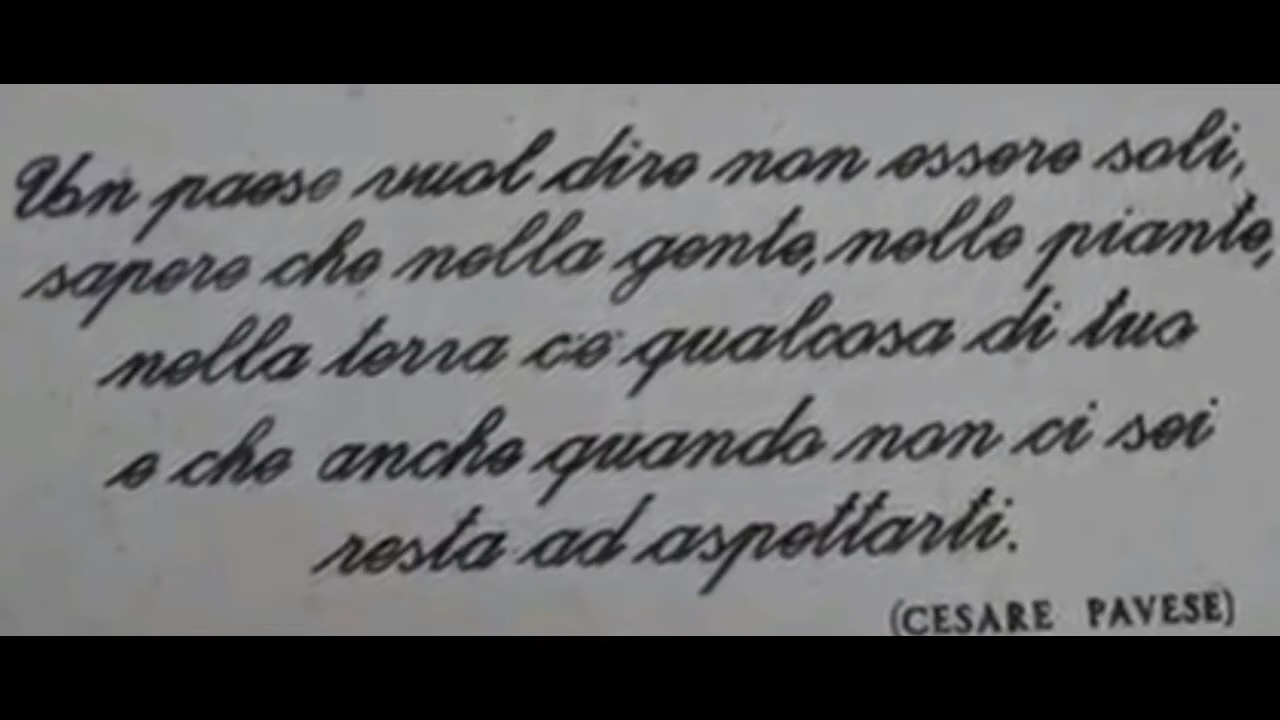 Un paese vuol dire non essere soli,
sapere che nella gente, nelle piante,
nella terra c'è qualcosa di tuo
e che anche quando non ci sei
resta ad aspettarti.
(CESARE PAVESE)